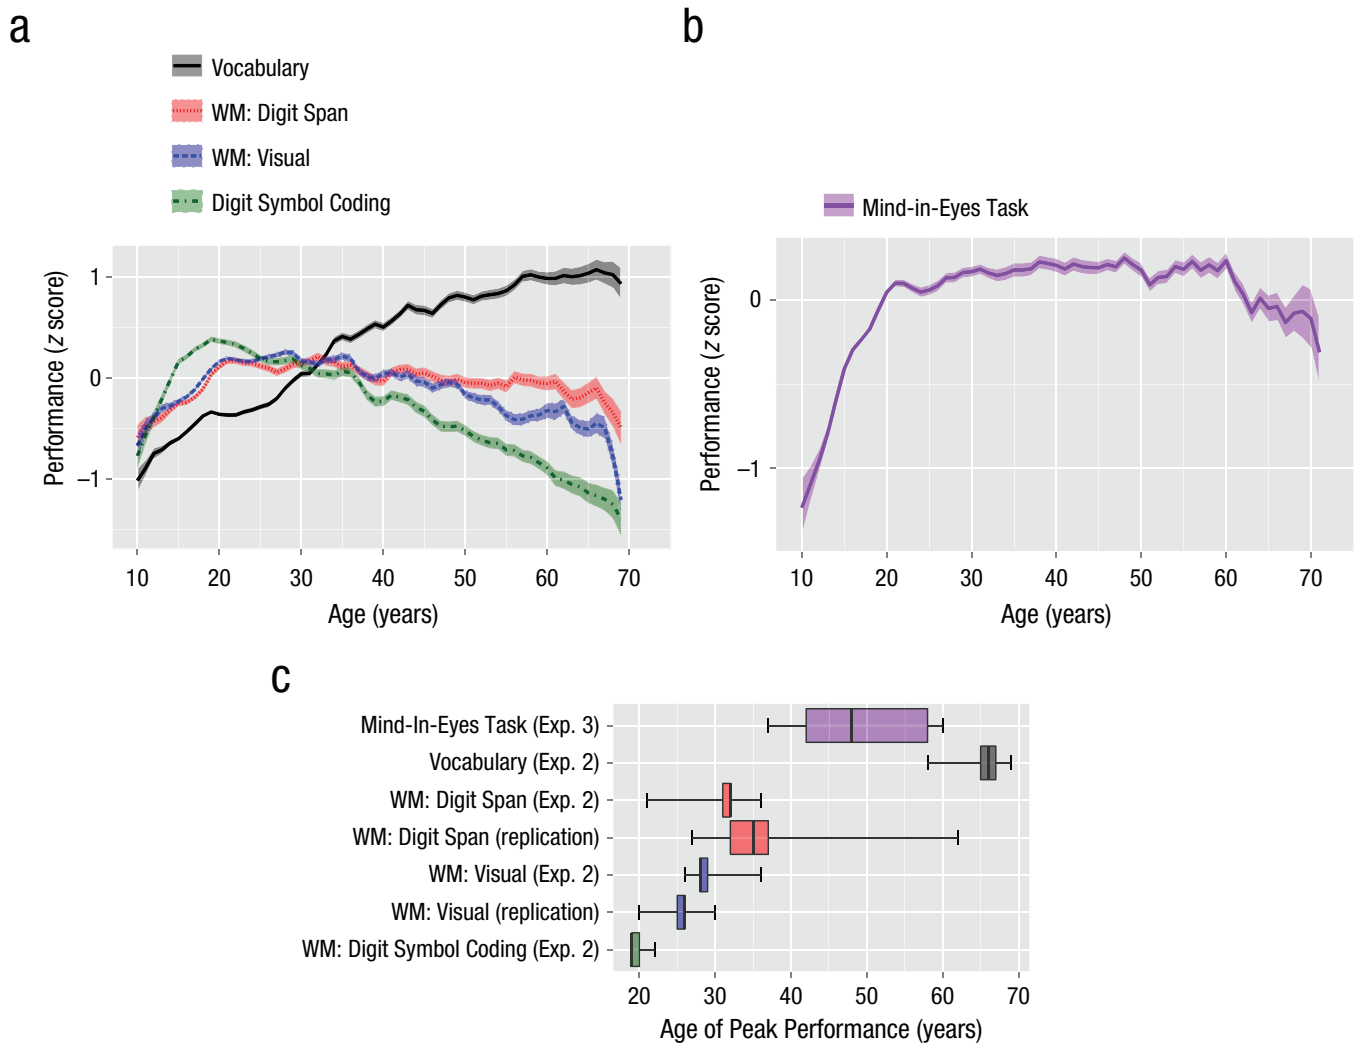 a
Vocabulary
WM: Digit Span
WM: Visual
Digit Symbol Coding
Performance (z score)
1
0
−1
10 20 30 40 50 60 70
Age (years)
b
Mind-in-Eyes Task
Performance (z score)
0
−1
10 20 30 40 50 60 70
Age (years)
c
Mind-In-Eyes Task (Exp. 3)
Vocabulary (Exp. 2)
WM: Digit Span (Exp. 2)
WM: Digit Span (replication)
WM: Visual (Exp. 2)
WM: Visual (replication)
WM: Digit Symbol Coding (Exp. 2)
20 30 40 50 60 70
Age of Peak Performance (years)